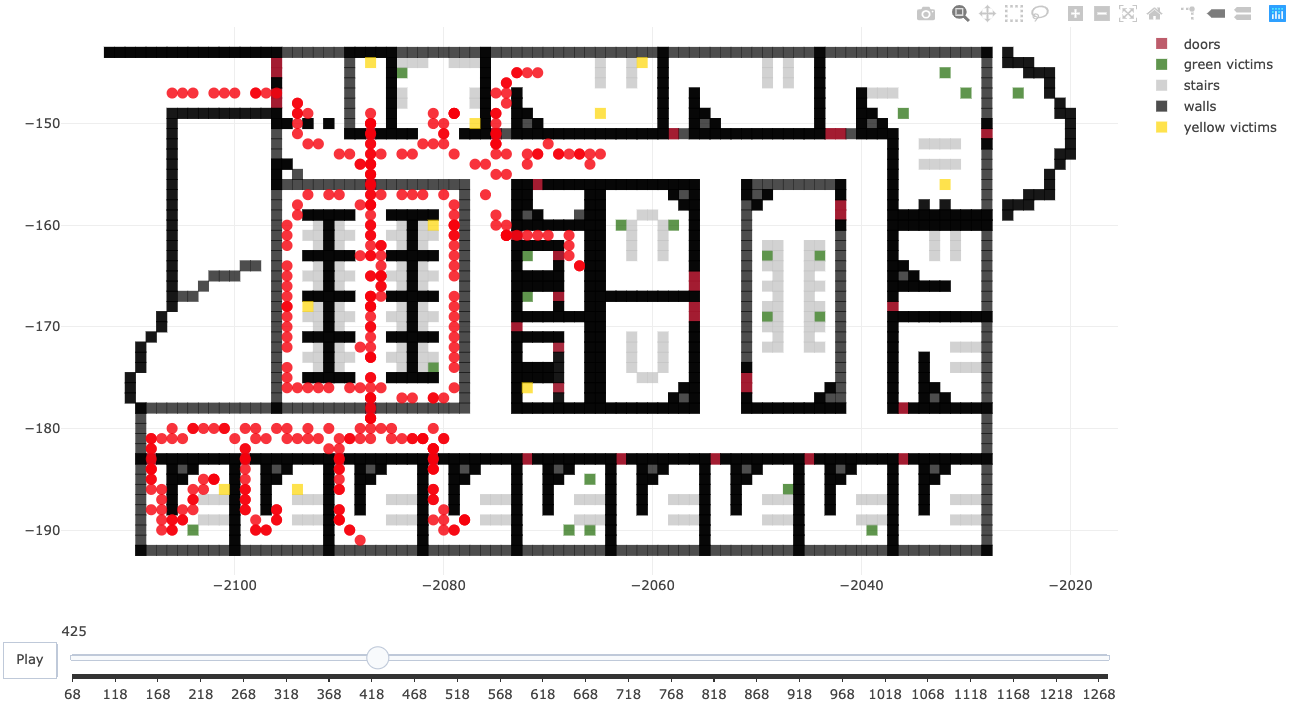 doors
green victims
stairs
walls
yellow victims
−150
−160
−170
−180
−190
−2100 −2080 −2060 −2040 −2020
425
Play
68 118 168 218 268 318 368 418 468 518 568 618 668 718 768 818 868 918 968 1018 1068 1118 1168 1218 1268